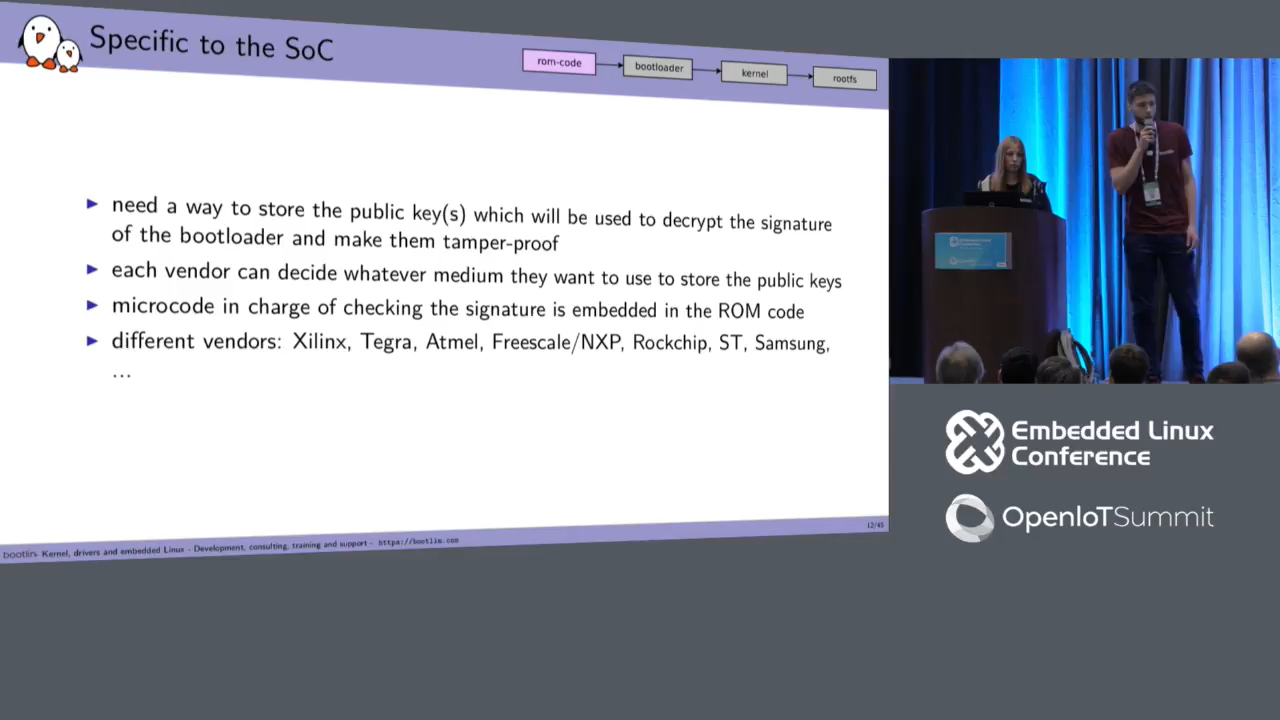 Specific to the SoC
rom-code
bootloader
kernel
rootfs
▶ need a way to store the public key(s) which will be used to decrypt the signature
of the bootloader and make them tamper-proof
▶ each vendor can decide whatever medium they want to use to store the public keys
▶ microcode in charge of checking the signature is embedded in the ROM code
▶ different vendors: Xilinx, Tegra, Atmel, Freescale/NXP, Rockchip, ST, Samsung,
...
bootlin- Kernel, drivers and embedded Linux - Development, consulting, training and support - https://bootlin.com
12/45
Embedded Linux
Conference
OpenIoTSummit